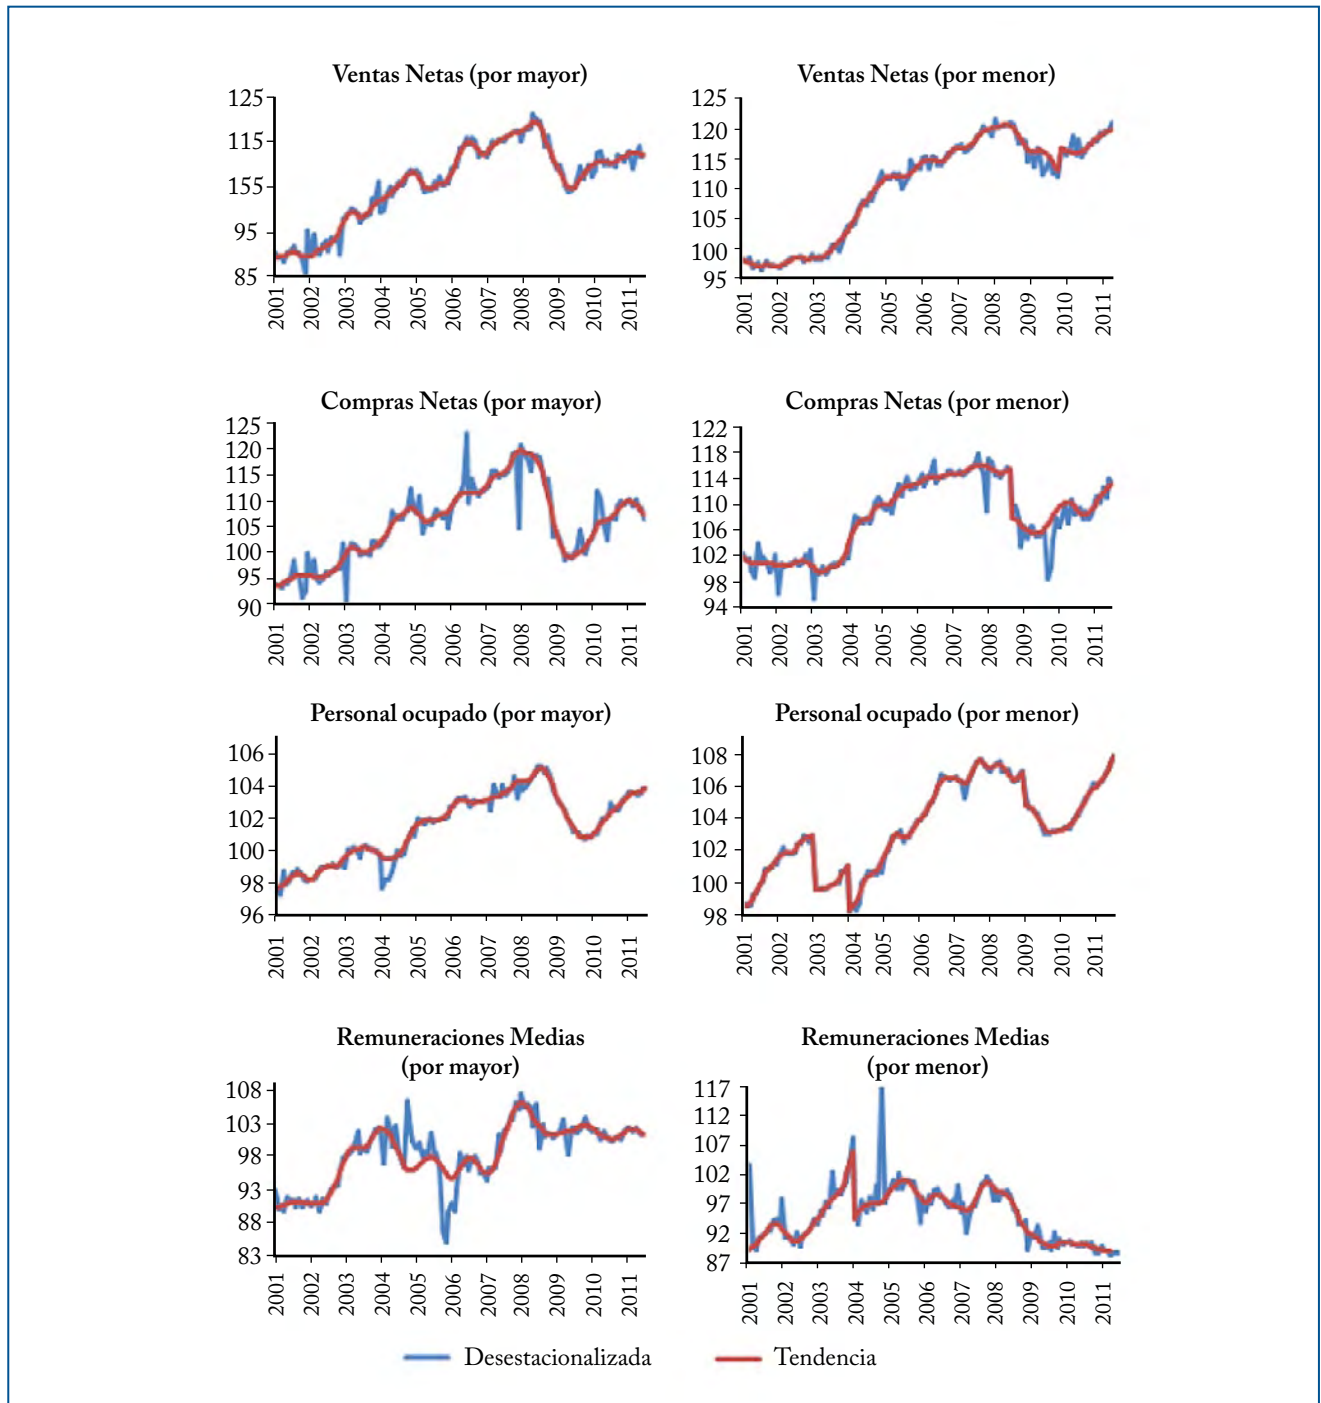 Ventas Netas (por mayor)
125
115
155
95
85
2001 2002 2003 2004 2005 2006 2007 2008 2009 2010 2011
Ventas Netas (por menor)
125
120
115
110
105
100
95
2001 2002 2003 2004 2005 2006 2007 2008 2009 2010 2011
Compras Netas (por mayor)
125
120
115
110
105
100
95
90
2001 2002 2003 2004 2005 2006 2007 2008 2009 2010 2011
Compras Netas (por menor)
122
118
114
110
106
102
98
94
2001 2002 2003 2004 2005 2006 2007 2008 2009 2010 2011
Personal ocupado (por mayor)
106
104
102
100
98
96
2001 2002 2003 2004 2005 2006 2007 2008 2009 2010 2011
Personal ocupado (por menor)
108
106
104
102
100
98
2001 2002 2003 2004 2005 2006 2007 2008 2009 2010 2011
Remuneraciones Medias
(por mayor)
108
103
98
93
88
83
2001 2002 2003 2004 2005 2006 2007 2008 2009 2010 2011
Remuneraciones Medias
(por menor)
117
112
107
102
97
92
87
2001 2002 2003 2004 2005 2006 2007 2008 2009 2010 2011
Desestacionalizada
Tendencia